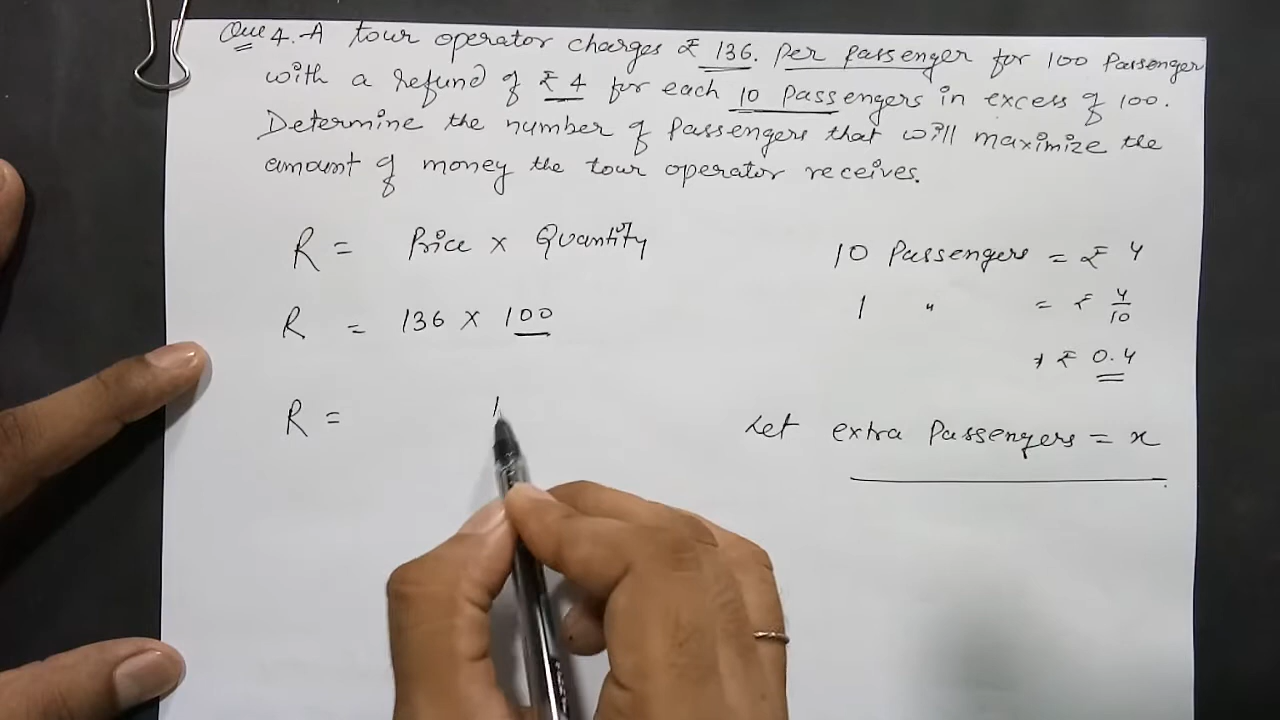 Que 4. A tour operator charges ₹ 136. Per Passenger for 100 Passenger
with a refund of ₹ 4 for each 10 Passengers in excess of 100.
Determine the number of Passengers that will maximize the
amount of money the tour operator receives.
R = Price × Quantity
R = 136 × 100
R = 1
10 Passengers = ₹ 4
1 " = ₹ 4/10
₹ 0.4
Let extra Passengers = x